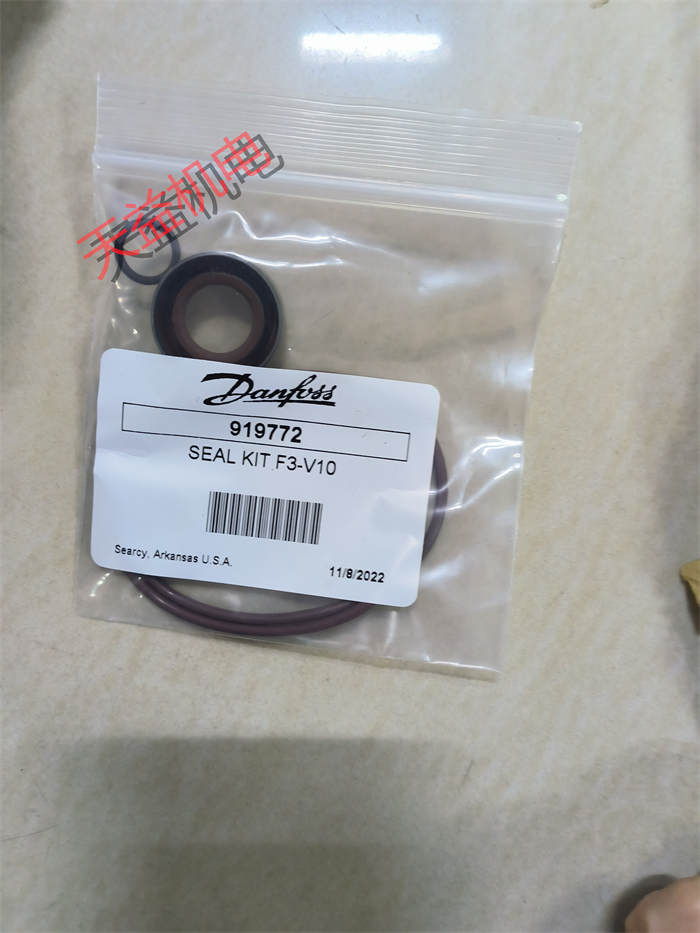 天益机电
Danfoss
919772
SEAL KIT F3-V10
Searcy, Arkansas U.S.A.
11/8/2022